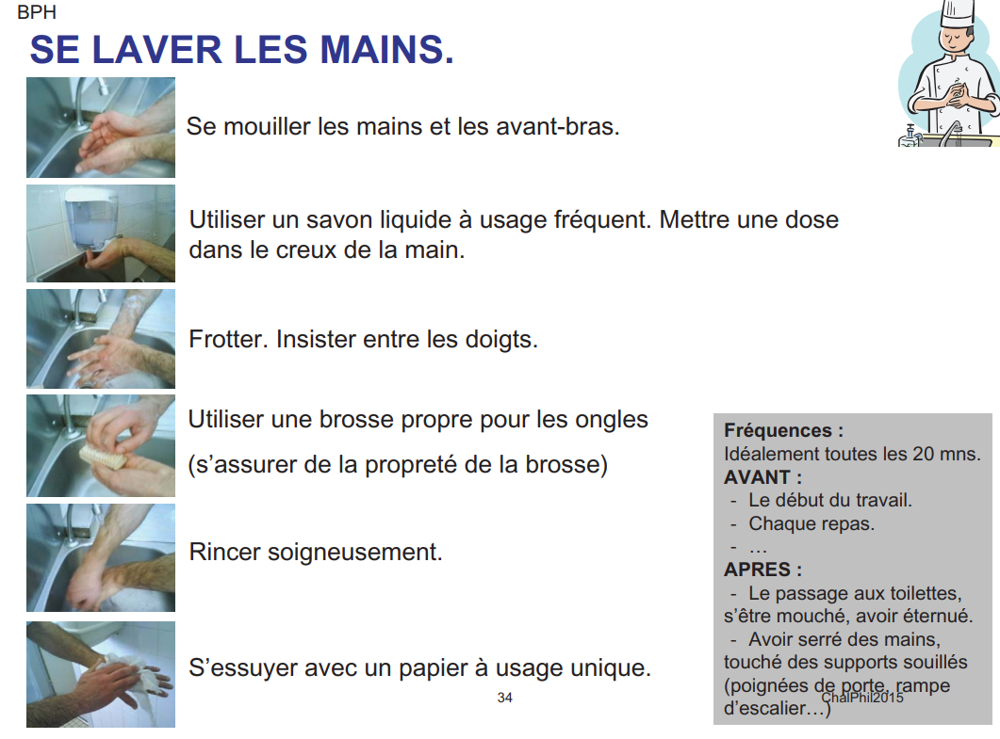 BPH
SE LAVER LES MAINS.
Se mouiller les mains et les avant-bras.
Utiliser un savon liquide à usage fréquent. Mettre une dose
dans le creux de la main.
Frotter. Insister entre les doigts.
Utiliser une brosse propre pour les ongles
(s’assurer de la propreté de la brosse)
Rincer soigneusement.
S’essuyer avec un papier à usage unique.
Fréquences :
Idéalement toutes les 20 mns.
AVANT :
- Le début du travail.
- Chaque repas.
- …
APRES :
- Le passage aux toilettes,
s’être mouché, avoir éternué.
- Avoir serré des mains,
touché des supports souillés
(poignées de porte, rampe
d’escalier…)
34
ChalPhil2015